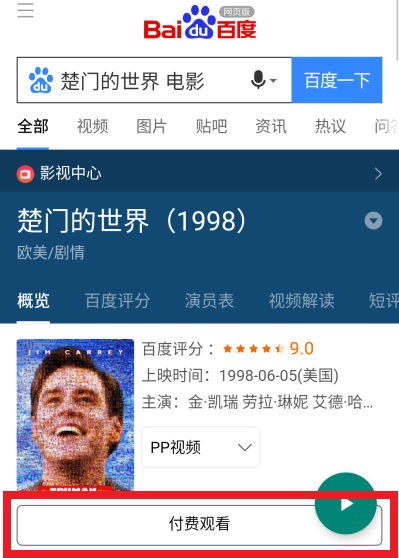 Bai du 百度 网页版
楚门的世界 电影 百度一下
全部 视频 图片 贴吧 资讯 热议 问答
影视中心
楚门的世界（1998）
欧美/剧情
概览 百度评分 演员表 视频解读 短评
JIM CARREY
百度评分： 9.0
上映时间：1998-06-05(美国)
主演：金·凯瑞 劳拉·琳妮 艾德·哈...
PP视频
TRUMAN
付费观看